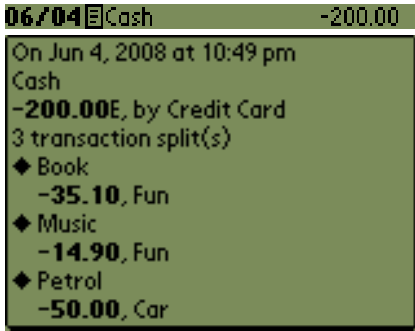 06/04 Cash -200.00
On Jun 4, 2008 at 10:49 pm
Cash
-200.00E, by Credit Card
3 transaction split(s)
◆ Book
-35.10, Fun
◆ Music
-14.90, Fun
◆ Petrol
-50.00, Car